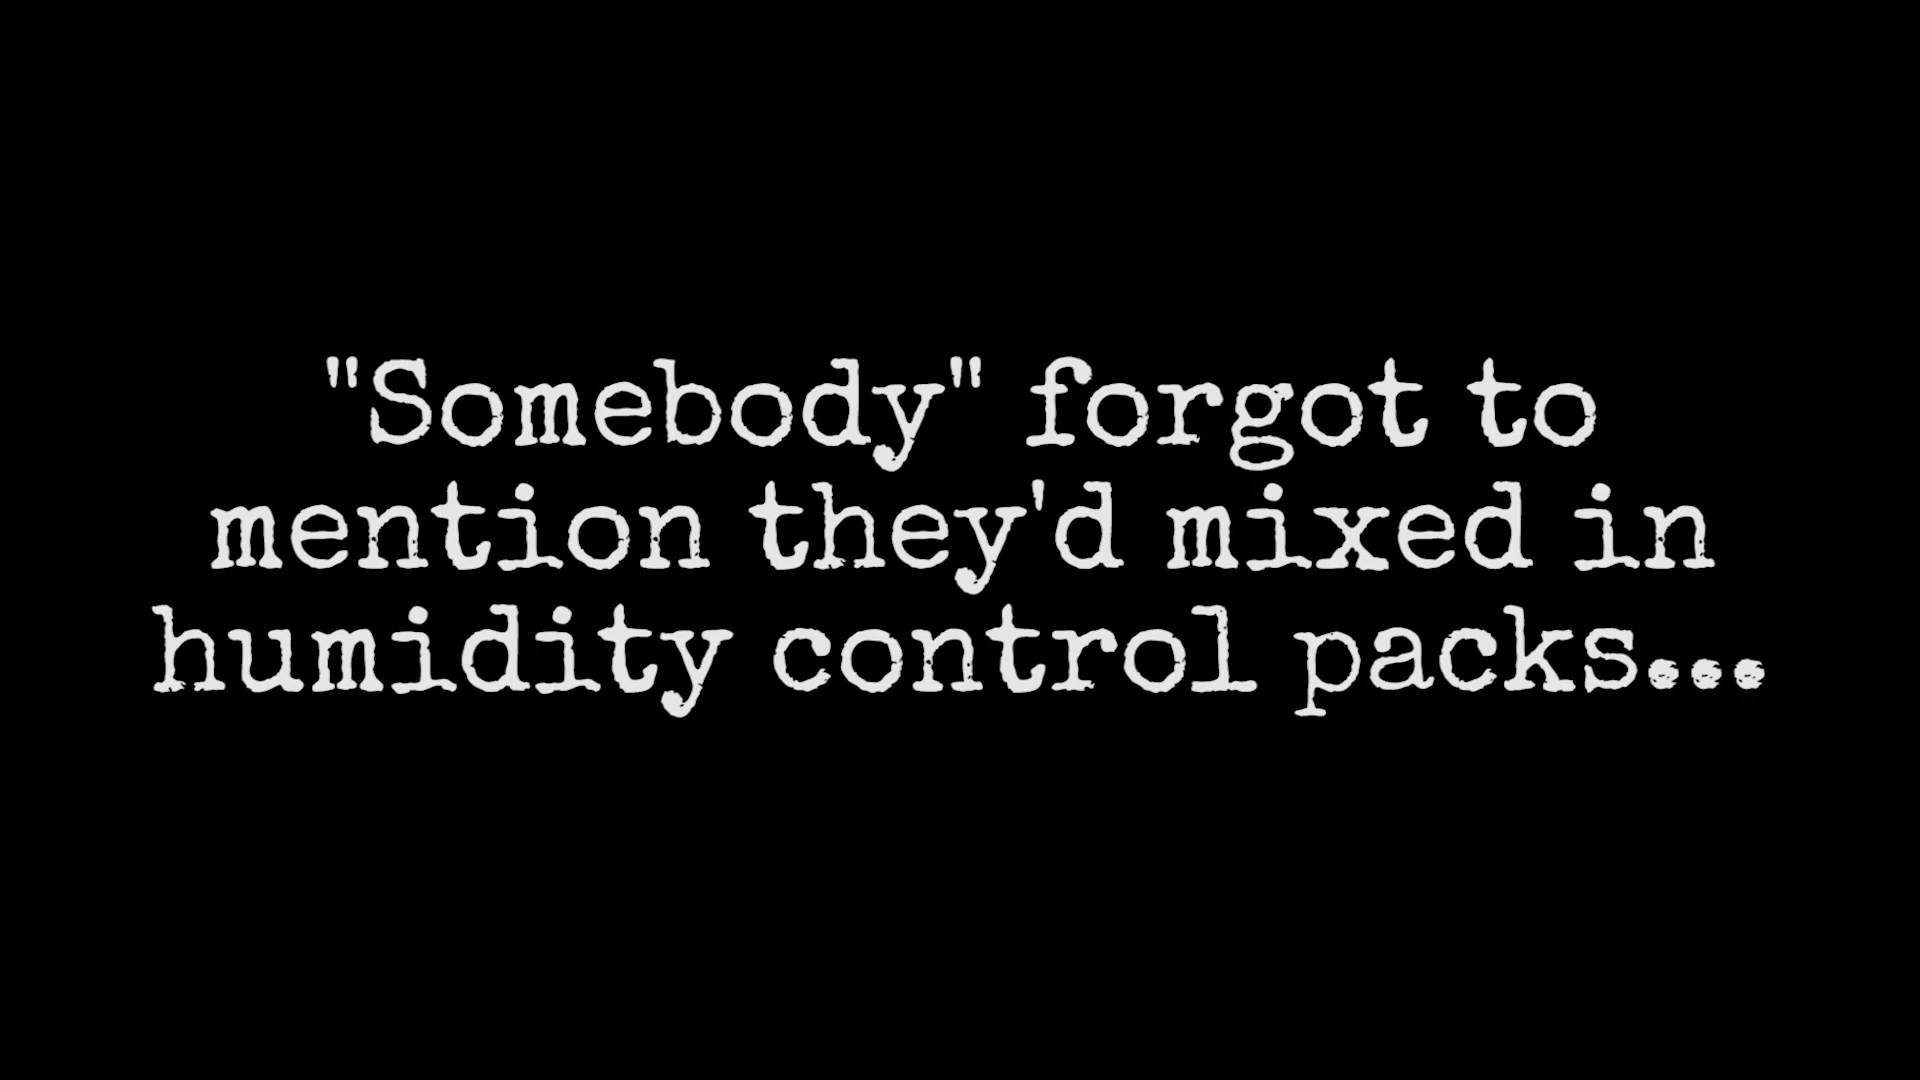 "Somebody" forgot to
mention they'd mixed in
humidity control packs...